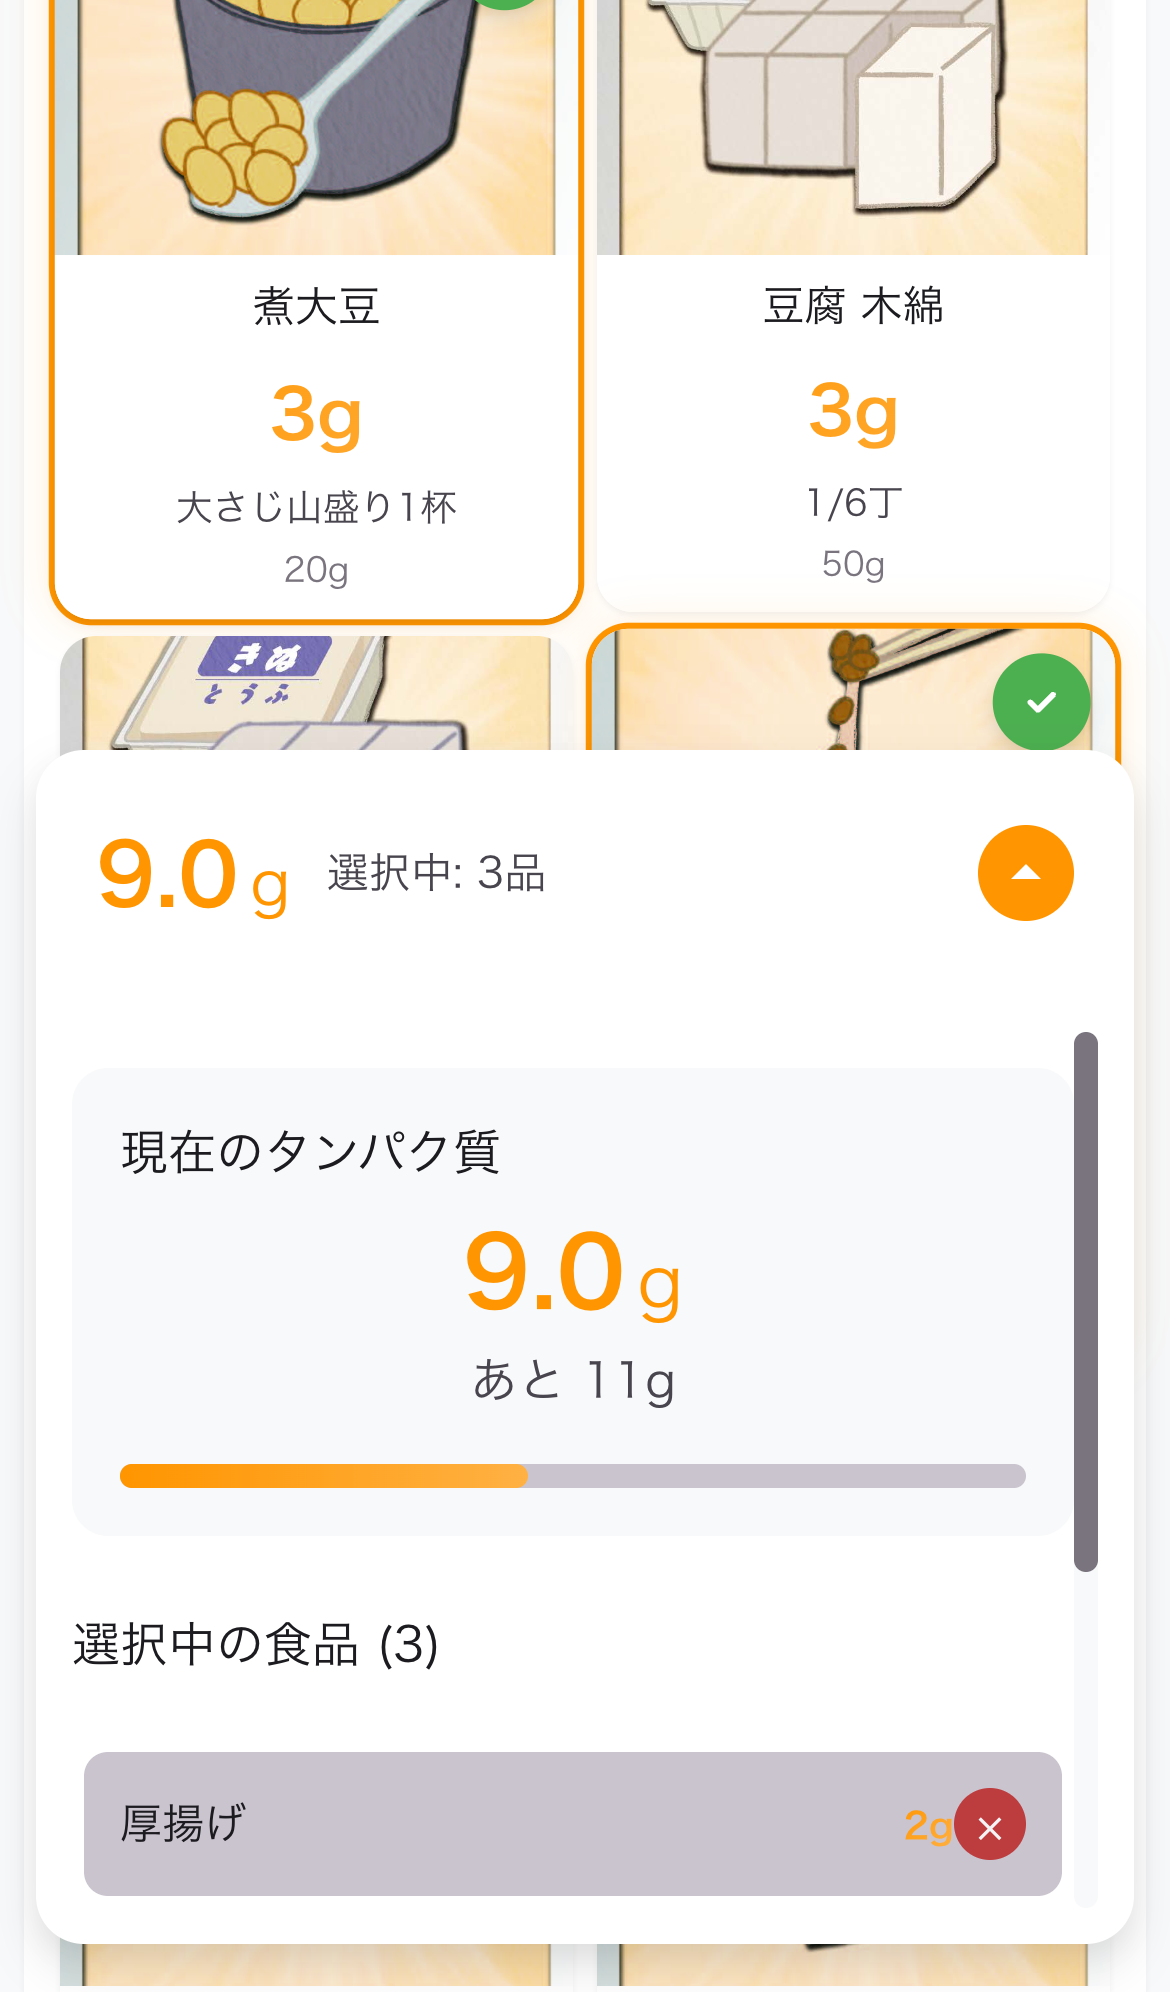 煮大豆
3g
大さじ山盛り1杯
20g
豆腐 木綿
3g
1/6丁
50g
きぬ
とうふ
9.0 g
選択中: 3品
現在のタンパク質
9.0 g
あと 11g
選択中の食品 (3)
厚揚げ
2g